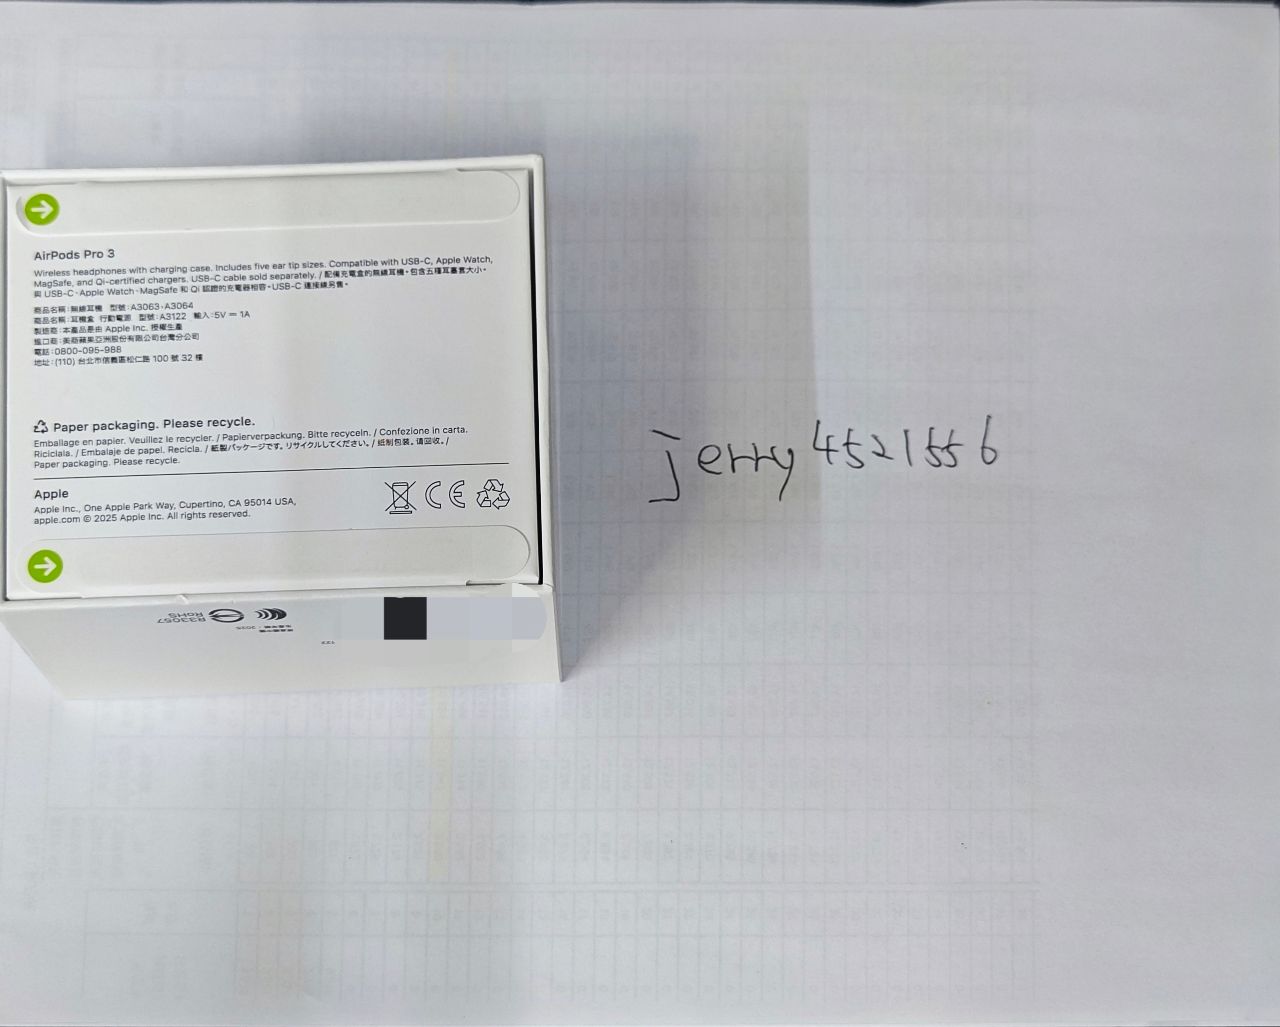 AirPods Pro 3
Wireless headphones with charging case. Includes five ear tip sizes. Compatible with USB-C, Apple Watch,
MagSafe, and Qi-certified chargers. USB-C cable sold separately. / 配備充電盒的無線耳機，包含五種耳塞套大小。
與 USB-C、Apple Watch、MagSafe 和 Qi 認證的充電器相容。USB-C 連接線另售。
商品名稱：無線耳機 型號：A3063、A3064
商品名稱：耳機盒 行動電源 型號：A3122 輸入：5V ⎓ 1A
製造商：本產品是由 Apple Inc. 授權生產
進口商：美商蘋果亞洲股份有限公司台灣分公司
電話：0800-095-988
地址：(110) 台北市信義區松仁路 100 號 32 樓
Paper packaging. Please recycle.
Emballage en papier. Veuillez le recycler. / Papierverpackung. Bitte recyceln. / Confezione in carta.
Riciclala. / Embalaje de papel. Recicla. / 紙製パッケージです。リサイクルしてください。/ 纸制包装。请回收。/
Paper packaging. Please recycle.
Apple
Apple Inc., One Apple Park Way, Cupertino, CA 95014 USA,
apple.com © 2025 Apple Inc. All rights reserved.
CE
R33057
RoHS
jerry4521556